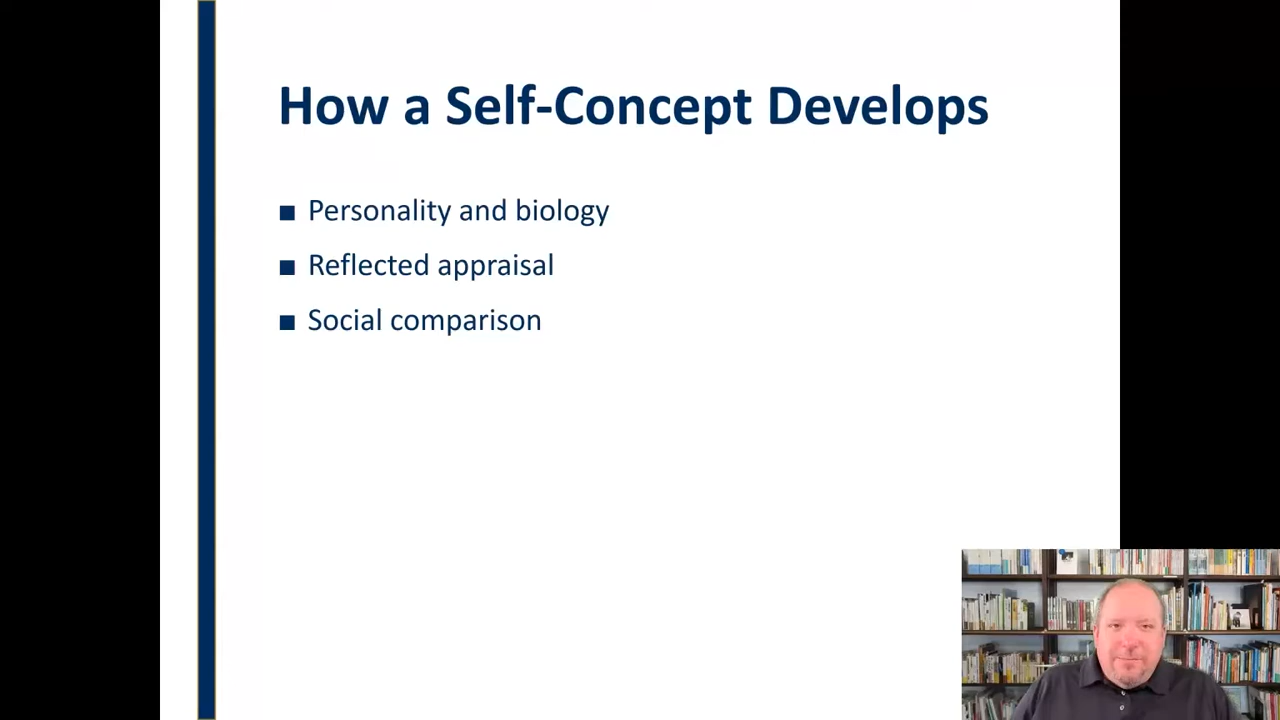 How a Self-Concept Develops
■ Personality and biology
■ Reflected appraisal
■ Social comparison